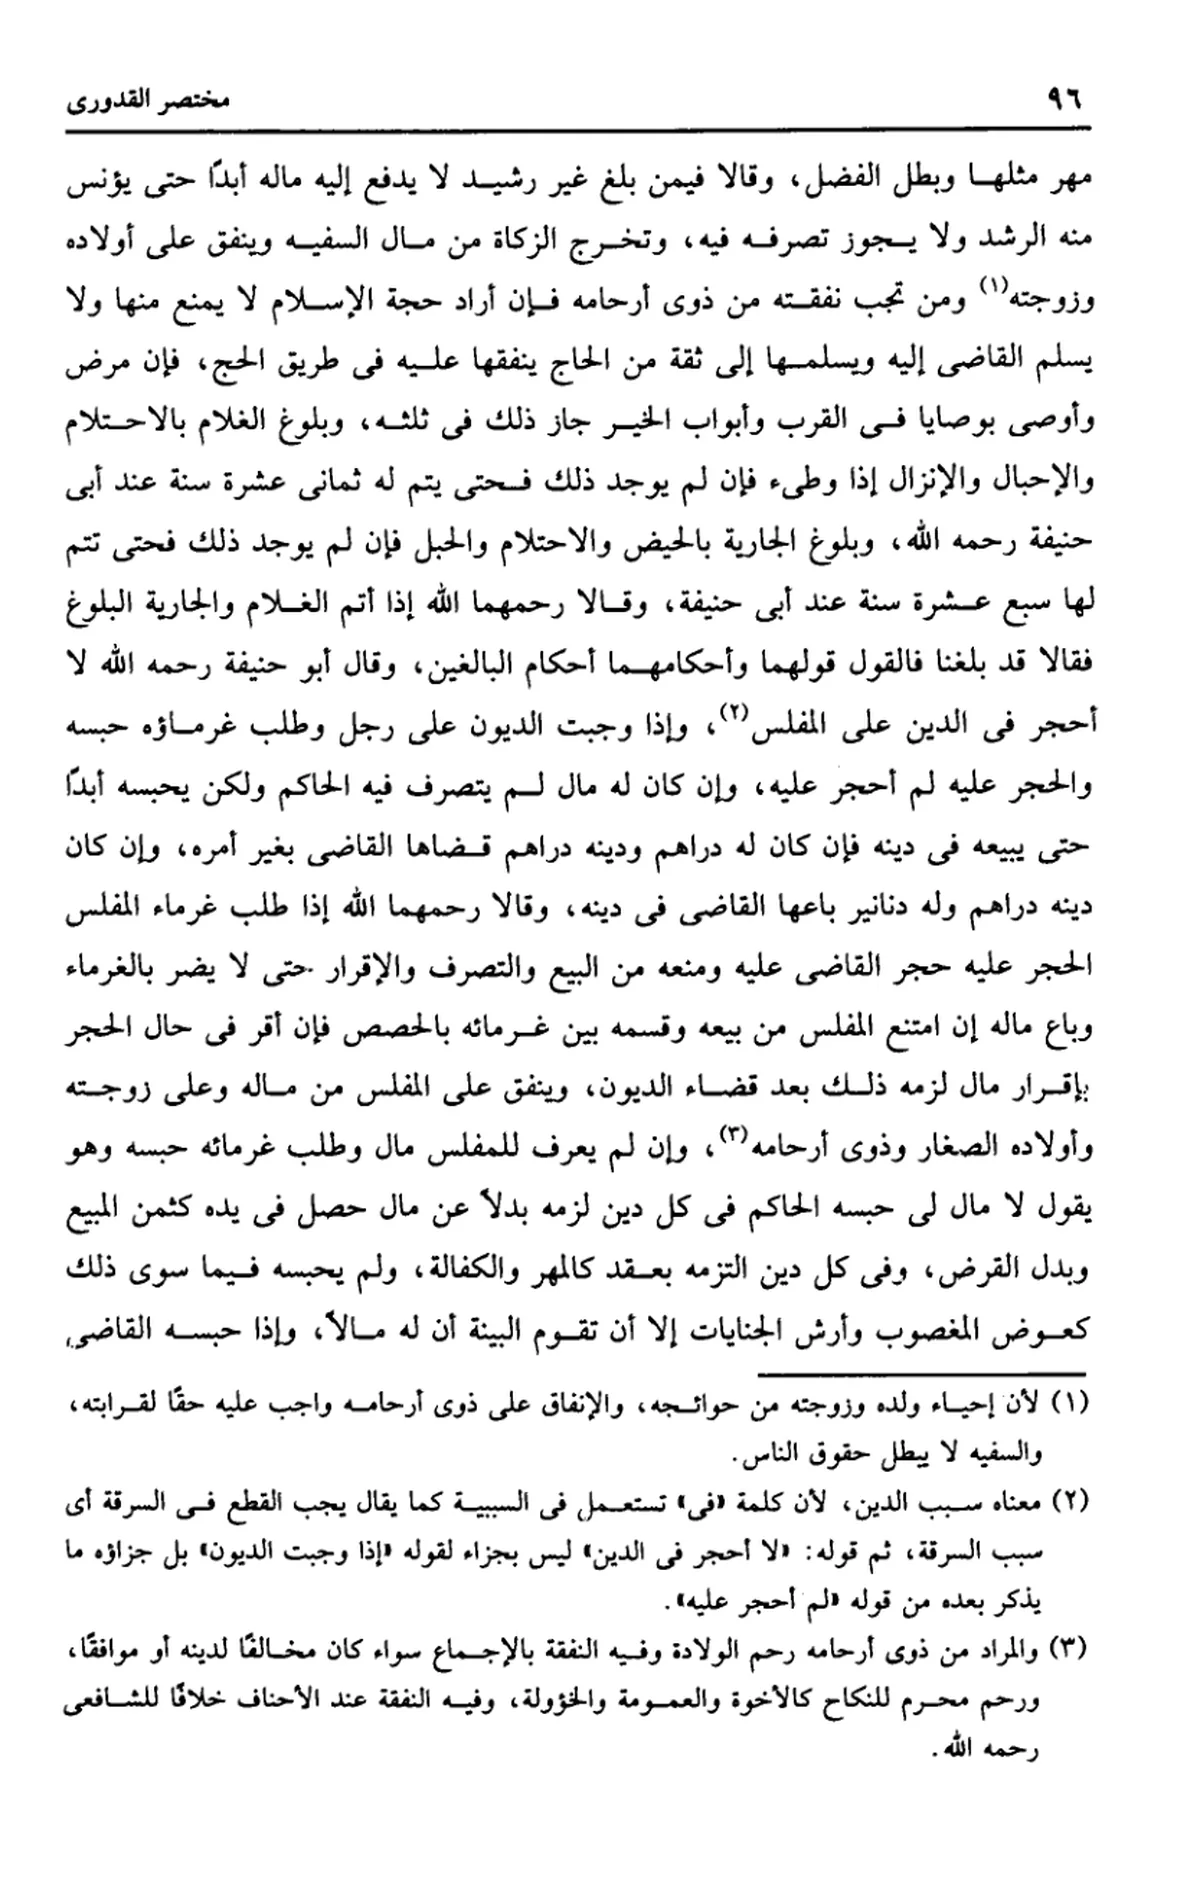 ٩٦ مختصر القدورى
مهر مثلها وبطل الفضل، وقالا فيمن بلغ غير رشيد لا يدفع إليه ماله أبدًا حتى يؤنس
منه الرشد ولا يجوز تصرفه فيه، وتخرج الزكاة من مال السفيه وينفق على أولاده
وزوجته(١) ومن تجب نفقته من ذوى أرحامه فإن أراد حجة الإسلام لا يمنع منها ولا
يسلم القاضى إليه ويسلمها إلى ثقة من الحاج ينفقها عليه فى طريق الحج، فإن مرض
وأوصى بوصايا فى القرب وأبواب الخير جاز ذلك فى ثلثه، وبلوغ الغلام بالاحتلام
والإحبال والإنزال إذا وطىء فإن لم يوجد ذلك فحتى يتم له ثمانى عشرة سنة عند أبى
حنيفة رحمه الله، وبلوغ الجارية بالحيض والاحتلام والحبل فإن لم يوجد ذلك فحتى تتم
لها سبع عشرة سنة عند أبى حنيفة، وقالا رحمهما الله إذا أتم الغلام والجارية البلوغ
فقالا قد بلغنا فالقول قولهما وأحكامهما أحكام البالغين، وقال أبو حنيفة رحمه الله لا
أحجر فى الدين على المفلس(٢)، وإذا وجبت الديون على رجل وطلب غرماؤه حبسه
والحجر عليه لم أحجر عليه، وإن كان له مال لم يتصرف فيه الحاكم ولكن يحبسه أبدًا
حتى يبيعه فى دينه فإن كان له دراهم ودينه دراهم قضاها القاضى بغير أمره، وإن كان
دينه دراهم وله دنانير باعها القاضى فى دينه، وقالا رحمهما الله إذا طلب غرماء المفلس
الحجر عليه حجر القاضى عليه ومنعه من البيع والتصرف والإقرار حتى لا يضر بالغرماء
وباع ماله إن امتنع المفلس من بيعه وقسمه بين غرمائه بالحصص فإن أقر فى حال الحجر
بإقرار مال لزمه ذلك بعد قضاء الديون، وينفق على المفلس من ماله وعلى زوجته
وأولاده الصغار وذوى أرحامه(٣)، وإن لم يعرف للمفلس مال وطلب غرمائه حبسه وهو
يقول لا مال لى حبسه الحاكم فى كل دين لزمه بدلاً عن مال حصل فى يده كثمن المبيع
وبدل القرض، وفى كل دين التزمه بعقد كالمهر والكفالة، ولم يحبسه فيما سوى ذلك
كعوض المغصوب وأرش الجنايات إلا أن تقوم البينة أن له مالاً، وإذا حبسه القاضى
(١) لأن إحياء ولده وزوجته من حوائجه، والإنفاق على ذوى أرحامه واجب عليه حقًا لقرابته،
والسفيه لا يبطل حقوق الناس.
(٢) معناه سبب الدين، لأن كلمة «فى» تستعمل فى السببية كما يقال يجب القطع فى السرقة أى
سبب السرقة، ثم قوله: «لا أحجر فى الدين» ليس بجزاء لقوله «إذا وجبت الديون» بل جزاؤه ما
يذكر بعده من قوله «لم أحجر عليه».
(٣) والمراد من ذوى أرحامه رحم الولادة وفيه النفقة بالإجماع سواء كان مخالفًا لدينه أو موافقًا،
ورحم محرم للنكاح كالأخوة والعمومة والخؤولة، وفيه النفقة عند الأحناف خلافًا للشافعى
رحمه الله.